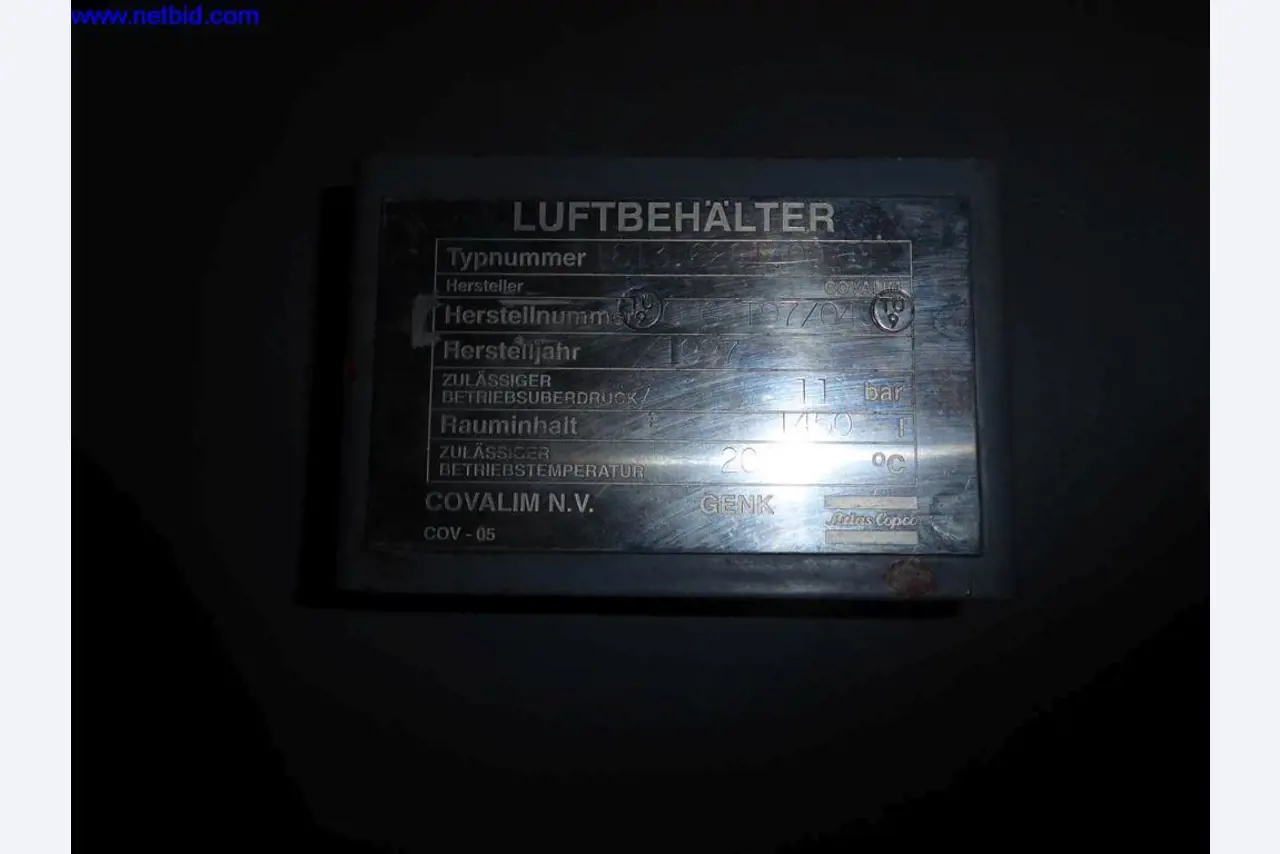 www.netbid.com
LUFTBEHÄLTER
Typnummer
Hersteller COVALIM
Herstellnummer
Herstelljahr 1997
ZULÄSSIGER
BETRIEBSÜBERDRUCK 11 bar
Rauminhalt 1450 l
ZULÄSSIGER
BETRIEBSTEMPERATUR °C
COVALIM N.V. GENK
Atlas Copco
COV - 05